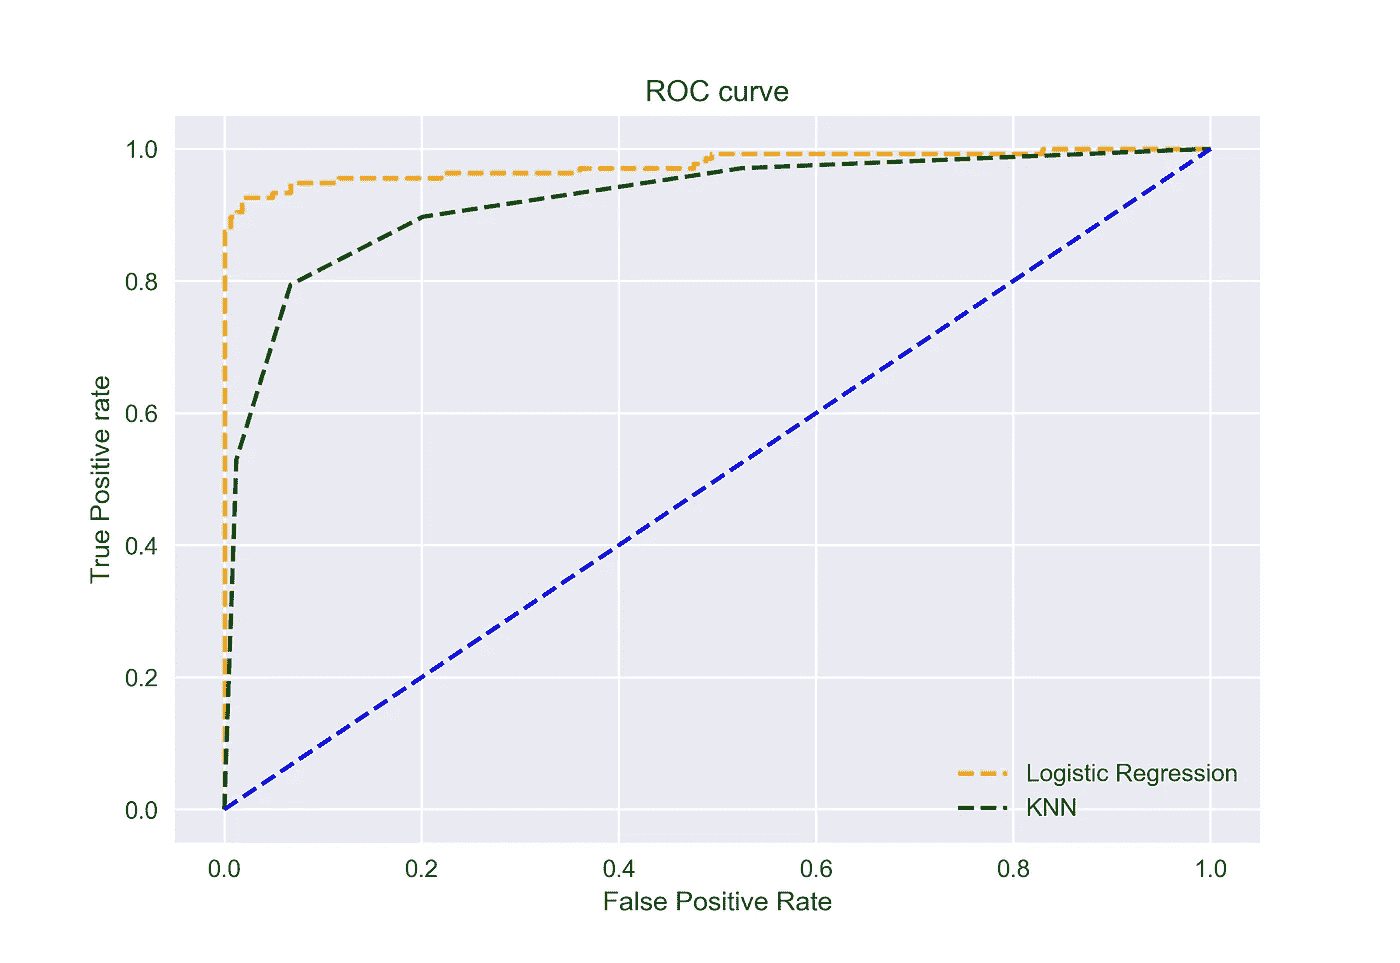 ROC curve
1.0
0.8
0.6
0.4
0.2
0.0
True Positive rate
Logistic Regression
KNN
0.0 0.2 0.4 0.6 0.8 1.0
False Positive Rate